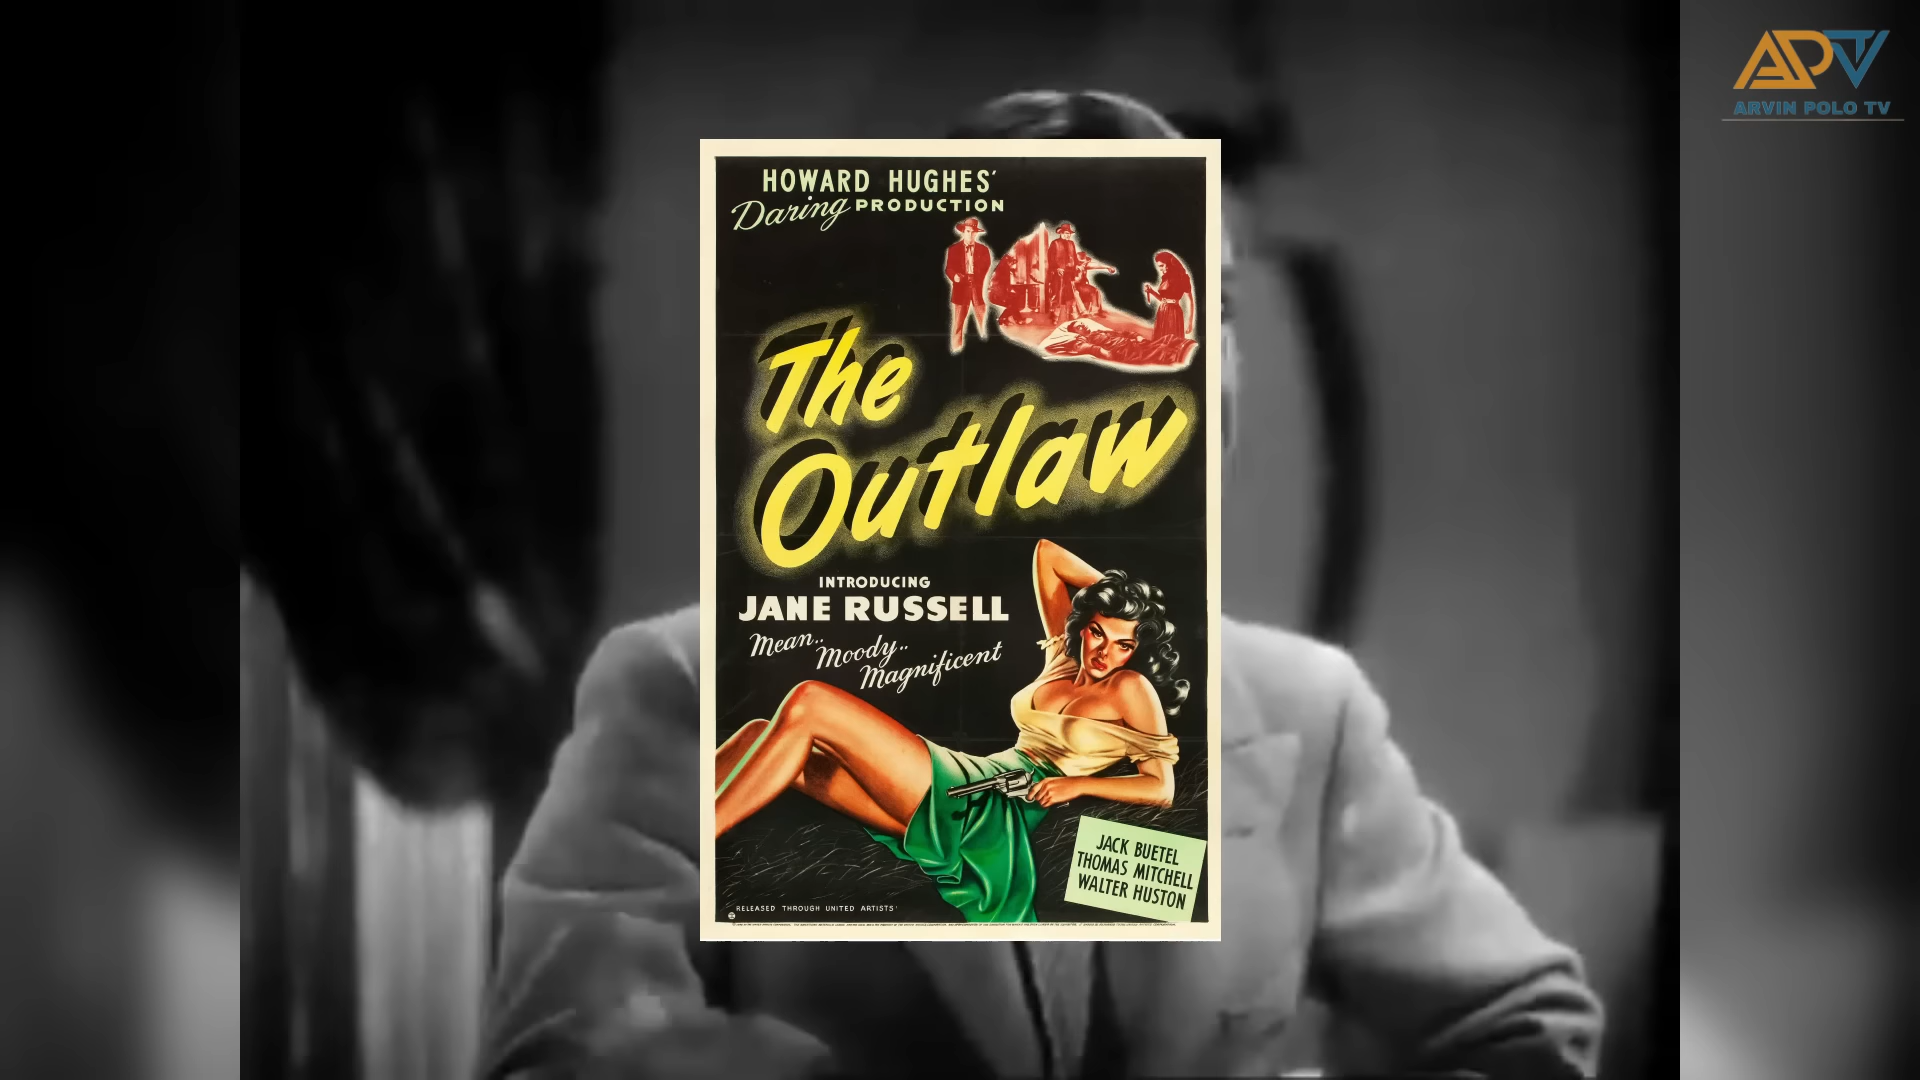 HOWARD HUGHES'
Daring PRODUCTION
The
Outlaw
INTRODUCING
JANE RUSSELL
Mean..
Moody..
Magnificent
JACK BUETEL
THOMAS MITCHELL
WALTER HUSTON
RELEASED THROUGH UNITED ARTISTS
APTV
ARVIN POLO TV